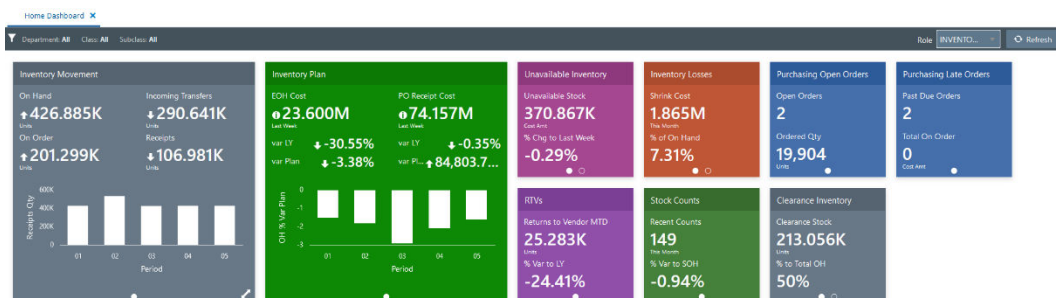 Home Dashboard ×
Department: All Class: All Subclass: All
Role INVENTO... Refresh
Inventory Movement
On Hand Incoming Transfers
426.885K 290.641K
Units Units
On Order Receipts
201.299K 106.981K
Units Units
Receipts Qty
600K
400K
200K
0
01 02 03 04 05
Period
Inventory Plan
EOH Cost PO Receipt Cost
23.600M 74.157M
Last Week Last Week
var LY -30.55% var LY -0.35%
var Plan -3.38% var Pl... 84,803.7...
OH % Var Plan
0
-1
-2
-3
01 02 03 04 05
Period
Unavailable Inventory
Unavailable Stock
370.867K
Cost Amt
% Chg to Last Week
-0.29%
Inventory Losses
Shrink Cost
1.865M
This Month
% of On Hand
7.31%
Purchasing Open Orders
Open Orders
2
Ordered Qty
19,904
Units
Purchasing Late Orders
Past Due Orders
2
Total On Order
0
Cost Amt
RTVs
Returns to Vendor MTD
25.283K
Units
% Var to LY
-24.41%
Stock Counts
Recent Counts
149
This Month
% Var to SOH
-0.94%
Clearance Inventory
Clearance Stock
213.056K
Units
% to Total OH
50%